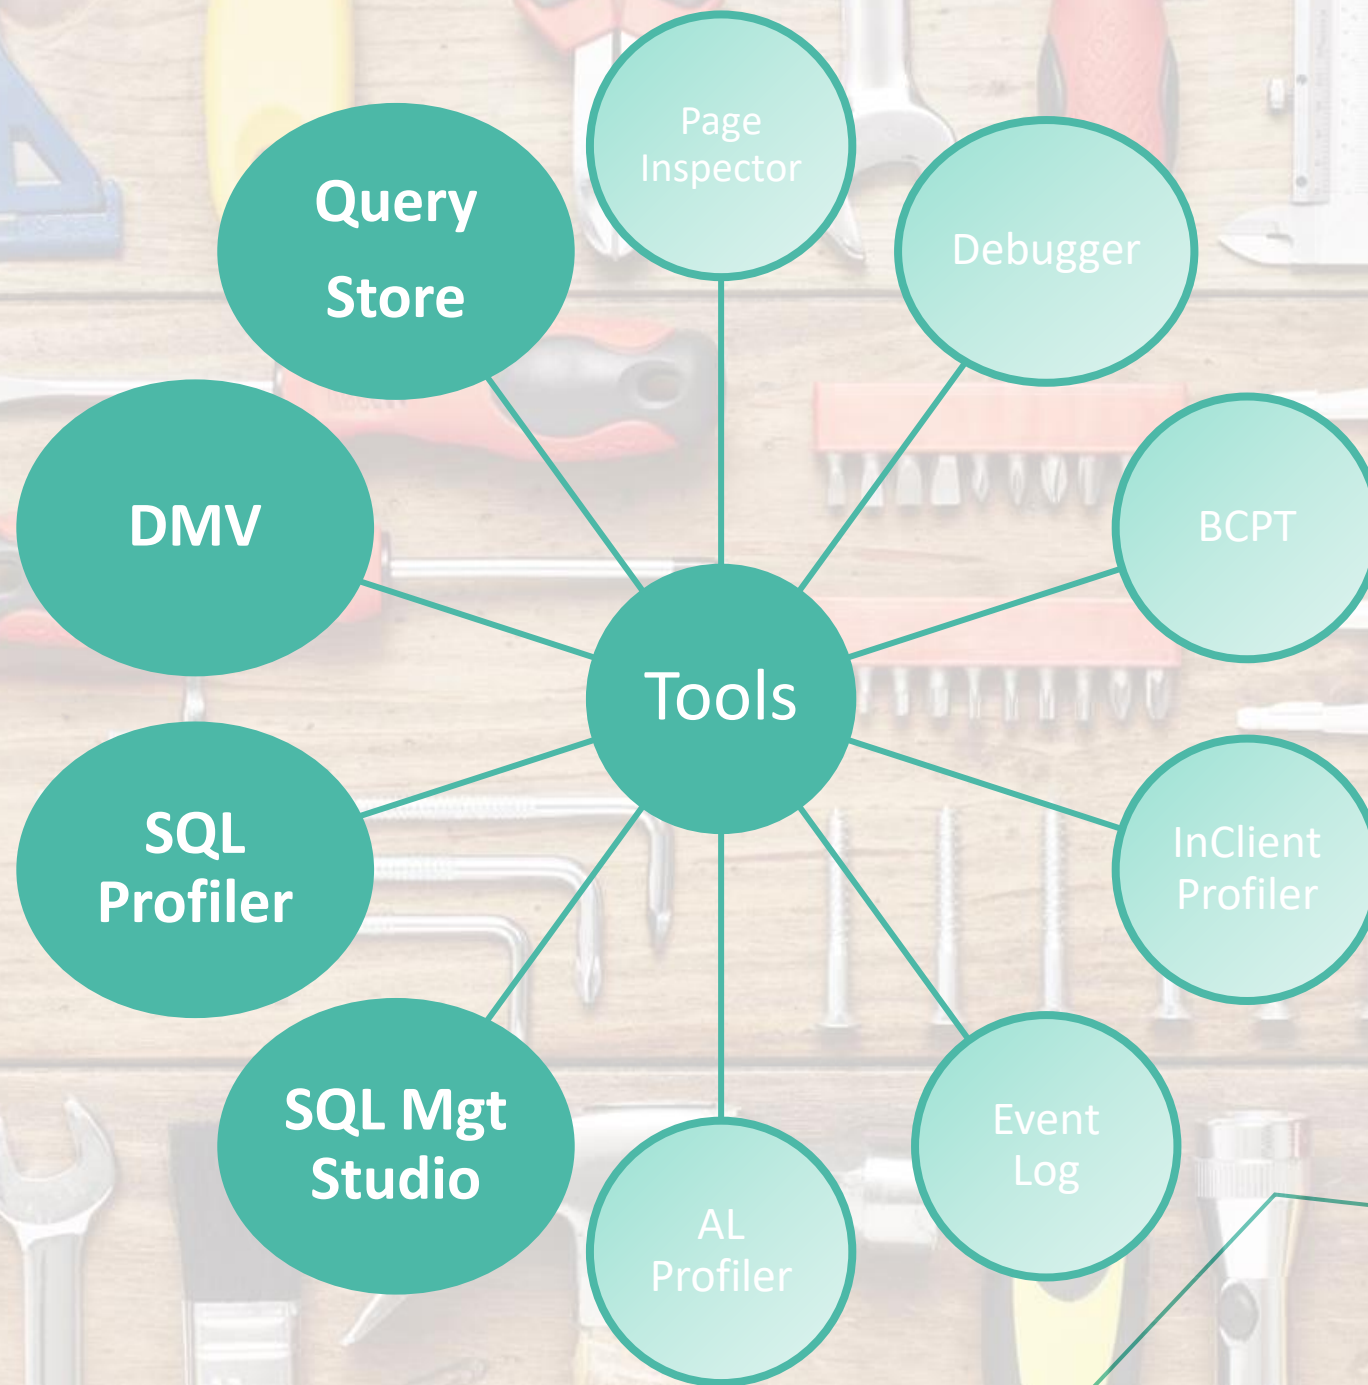 Page
Inspector
Debugger
BCPT
InClient
Profiler
Event
Log
AL
Profiler
SQL Mgt
Studio
SQL
Profiler
DMV
Query
Store
Tools